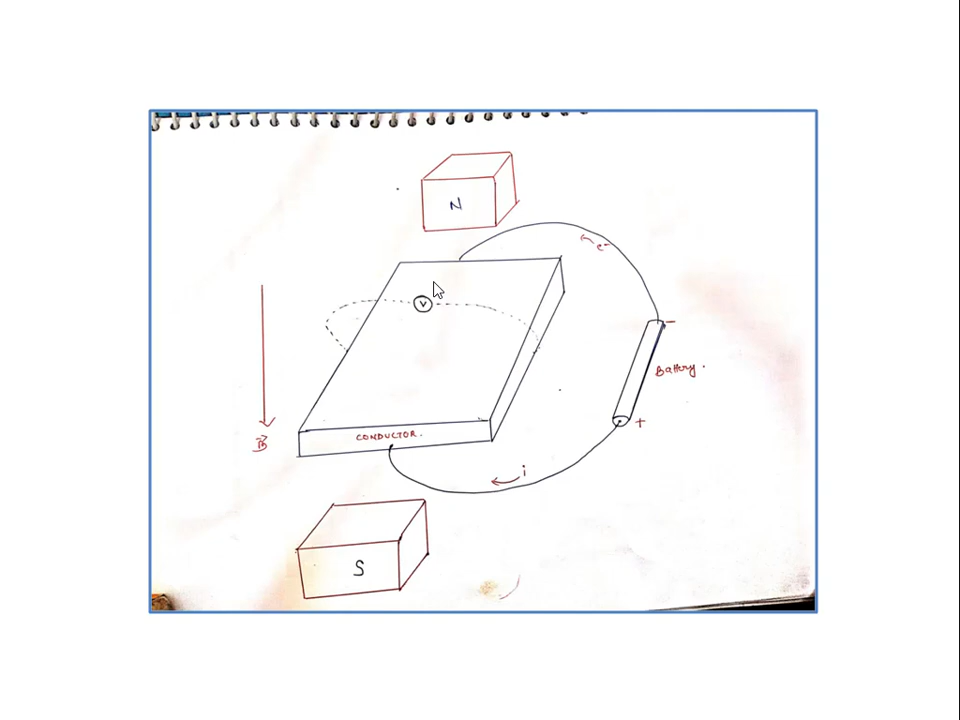 N
e⁻
V
−
Battery.
+
CONDUCTOR.
B⃗
i
S